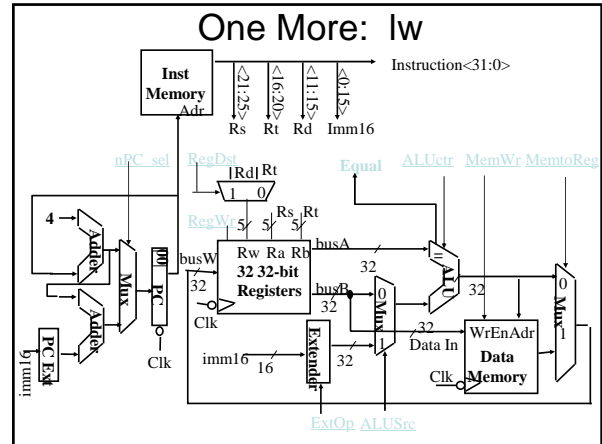 One More: lw
Inst
Memory
Adr
Instruction<31:0>
<21:25>
<16:20>
<11:15>
<0:15>
Rs
Rt
Rd
Imm16
nPC_sel
RegDst
Rd
Rt
1
0
Equal
ALUctr
MemWr
MemtoReg
RegWr
5
5
5
Rs
Rt
4
Adder
Mux
00
PC
Adder
PC Ext
imm16
Clk
busW
32
Clk
Rw Ra Rb
32 32-bit
Registers
busA
32
busB
32
0
Mux
1
=
ALU
32
0
Mux
1
imm16
16
Extender
32
32
Data In
WrEn
Adr
Data
Memory
Clk
ExtOp
ALUSrc